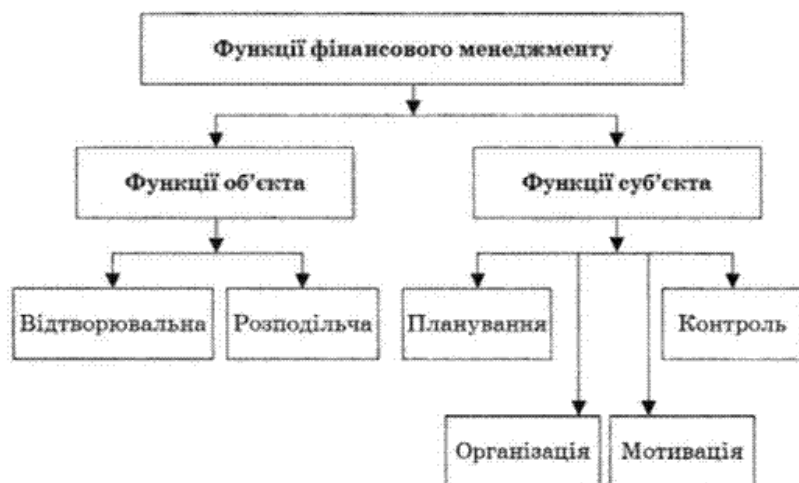 Функції фінансового менеджменту
Функції об’єкта
Функції суб’єкта
Відтворювальна
Розподільча
Планування
Контроль
Організація
Мотивація